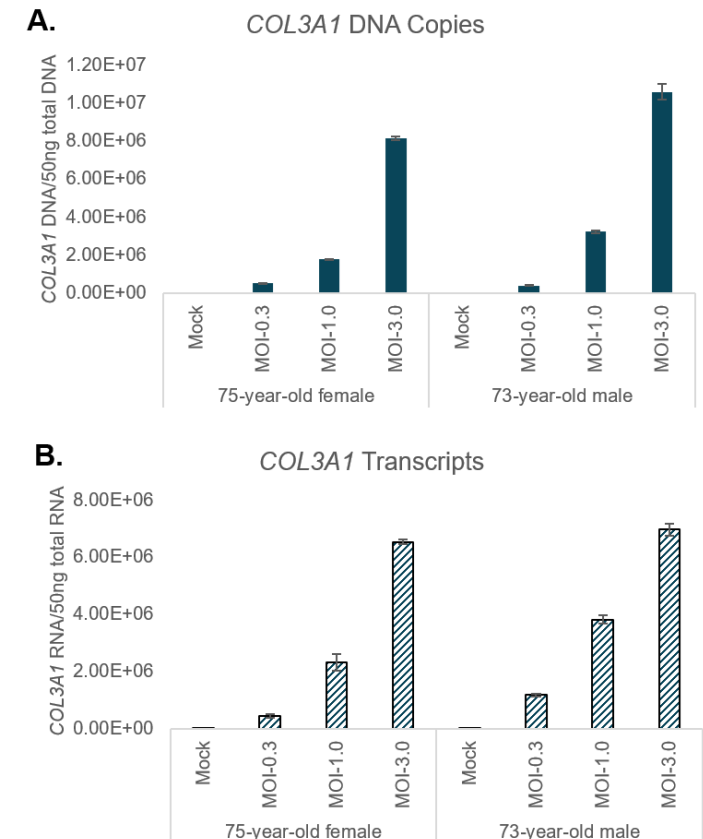 A.
COL3A1 DNA Copies
COL3A1 DNA/50ng total DNA
1.20E+07
1.00E+07
8.00E+06
6.00E+06
4.00E+06
2.00E+06
0.00E+00
Mock
MOI-0.3
MOI-1.0
MOI-3.0
Mock
MOI-0.3
MOI-1.0
MOI-3.0
75-year-old female
73-year-old male
B.
COL3A1 Transcripts
COL3A1 RNA/50ng total RNA
8.00E+06
6.00E+06
4.00E+06
2.00E+06
0.00E+00
Mock
MOI-0.3
MOI-1.0
MOI-3.0
Mock
MOI-0.3
MOI-1.0
MOI-3.0
75-year-old female
73-year-old male